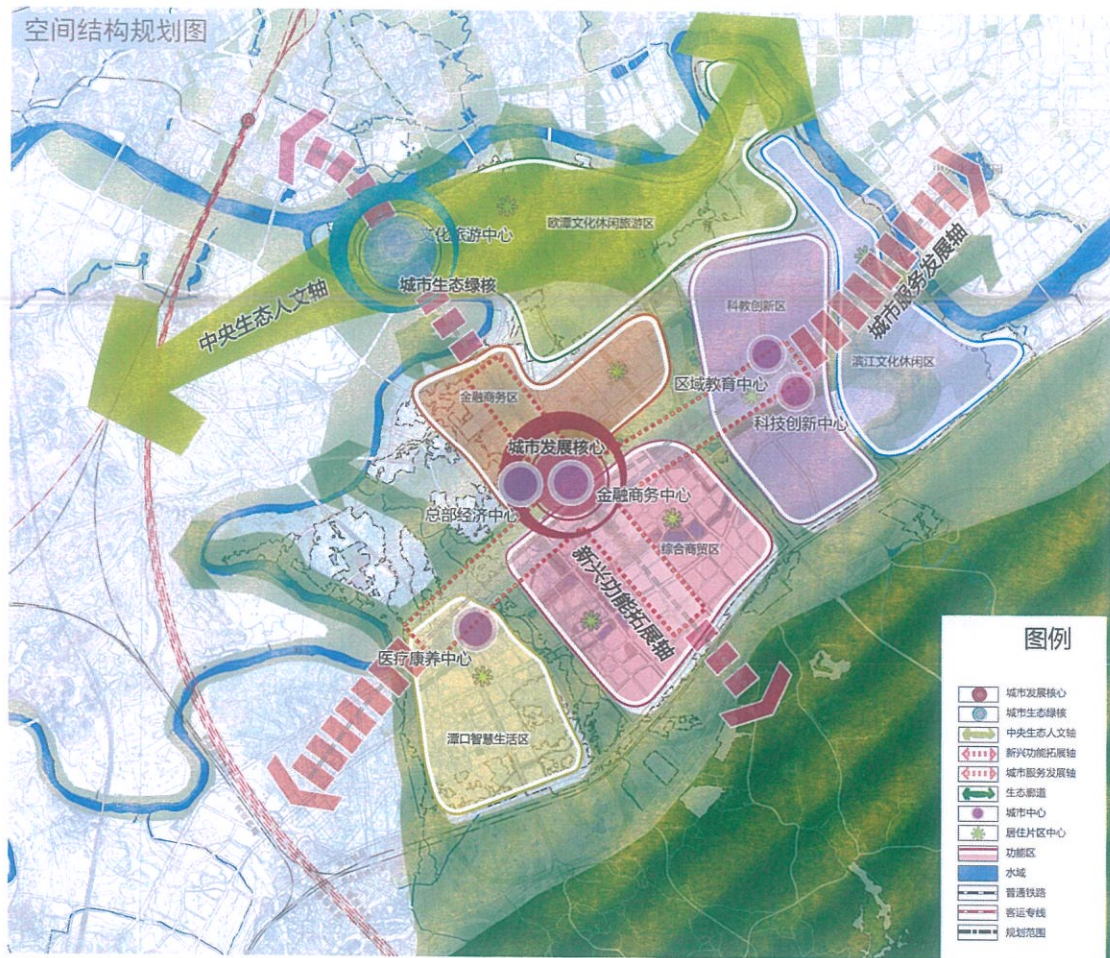 空间结构规划图
文化旅游中心
欧潭文化休闲旅游区
城市生态绿核
中央生态人文轴
城市服务发展轴
科教创新区
滨江文化休闲区
区域教育中心
科技创新中心
金融商务区
城市发展核心
金融商务中心
总部经济中心
综合商贸区
新兴功能拓展轴
医疗康养中心
潭口智慧生活区
图例
城市发展核心
城市生态绿核
中央生态人文轴
新兴功能拓展轴
城市服务发展轴
生态廊道
城市中心
居住片区中心
功能区
水域
普通铁路
客运专线
规划范围